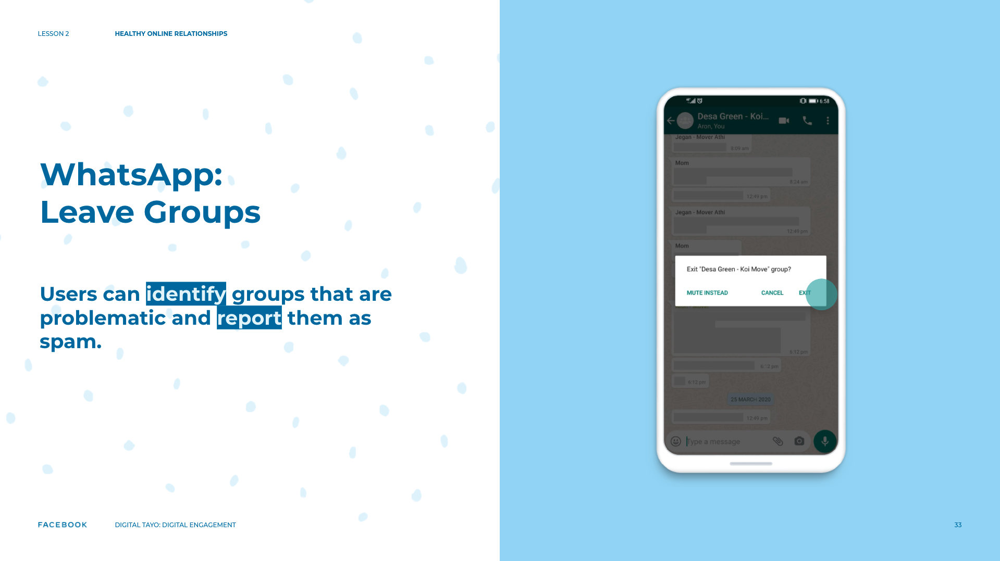 LESSON 2
HEALTHY ONLINE RELATIONSHIPS
WhatsApp:
Leave Groups
Users can identify groups that are
problematic and report them as
spam.
FACEBOOK
DIGITAL TAYO: DIGITAL ENGAGEMENT
6:58
Desa Green - Koi...
Aron, You
Jegan - Mover Athi
8:09 am
Mom
8:24 am
12:49 pm
Jegan - Mover Athi
12:49 pm
Mom
Exit "Desa Green - Koi Move" group?
MUTE INSTEAD CANCEL EXIT
6:12 pm
6:12 pm
6:12 pm
25 MARCH 2020
12:49 pm
Type a message
33